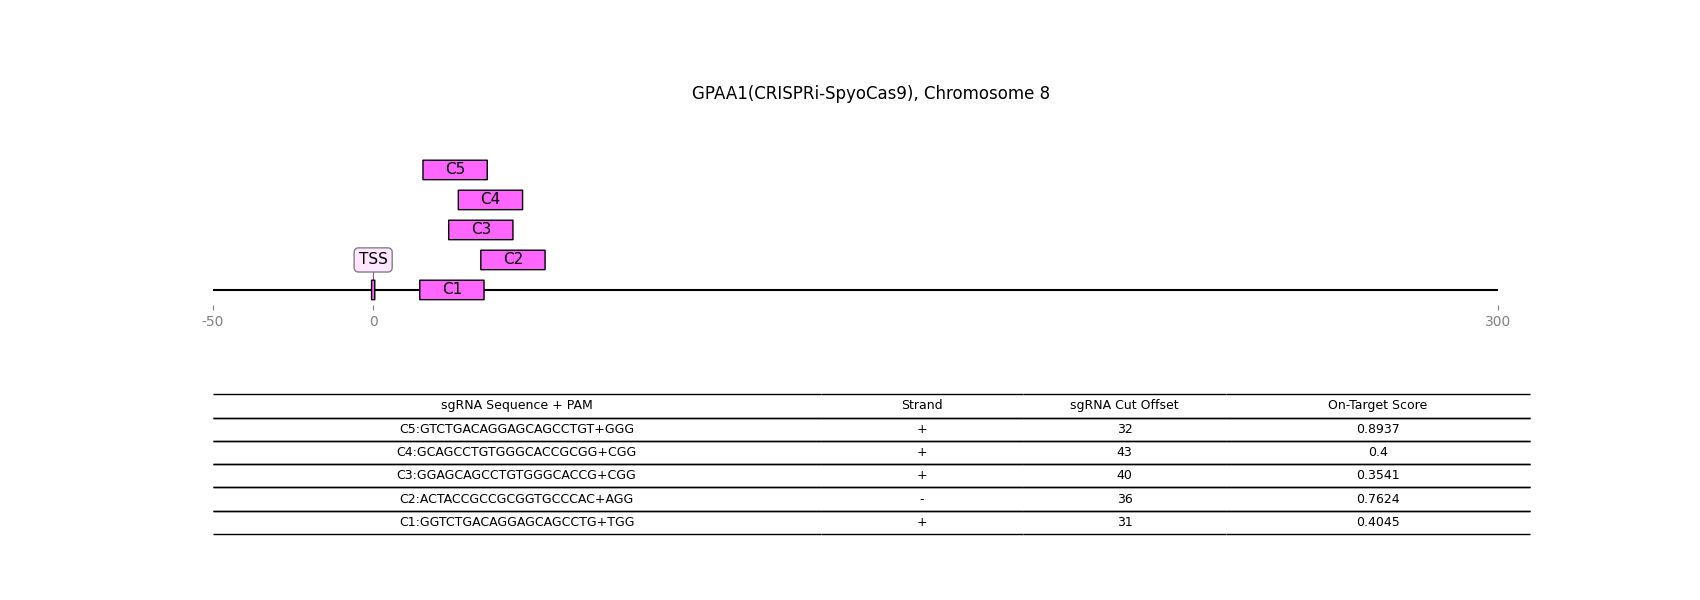 GPAA1(CRISPRi-SpyoCas9), Chromosome 8
C5
C4
C3
TSS C2
C1
-50 0 300
sgRNA Sequence + PAM Strand sgRNA Cut Offset On-Target Score
C5:GTCTGACAGGAGCAGCCTGT+GGG + 32 0.8937
C4:GCAGCCTGTGGGCACCGCGG+CGG + 43 0.4
C3:GGAGCAGCCTGTGGGCACCG+CGG + 40 0.3541
C2:ACTACCGCCGCGGTGCCCAC+AGG - 36 0.7624
C1:GGTCTGACAGGAGCAGCCTG+TGG + 31 0.4045